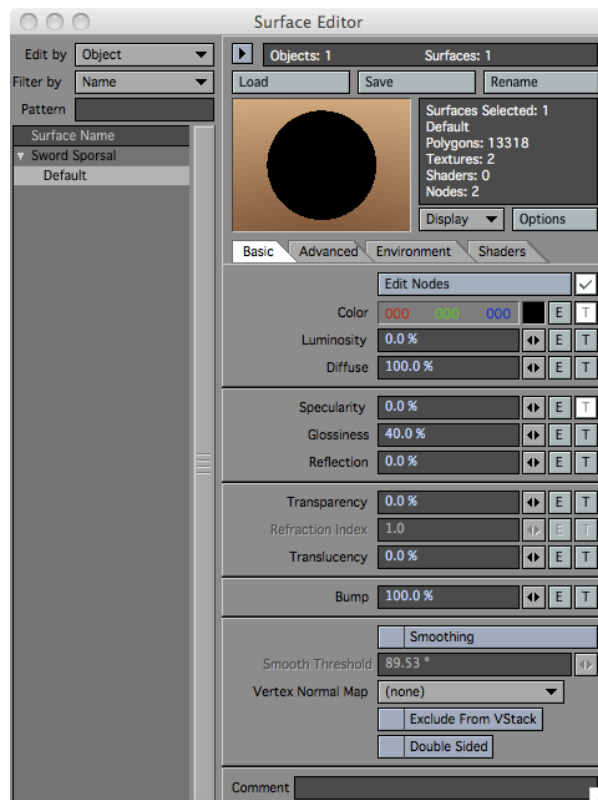 Surface Editor
Edit by Object
Filter by Name
Pattern
Surface Name
Sword Sporsal
Default
Objects: 1 Surfaces: 1
Load Save Rename
Surfaces Selected: 1
Default
Polygons: 13318
Textures: 2
Shaders: 0
Nodes: 2
Display Options
Basic Advanced Environment Shaders
Edit Nodes
Color 000 000 000 E T
Luminosity 0.0 % E T
Diffuse 100.0 % E T
Specularity 0.0 % E T
Glossiness 40.0 % E T
Reflection 0.0 % E T
Transparency 0.0 % E T
Refraction Index 1.0 E T
Translucency 0.0 % E T
Bump 100.0 % E T
Smoothing
Smooth Threshold 89.53 °
Vertex Normal Map (none)
Exclude From VStack
Double Sided
Comment